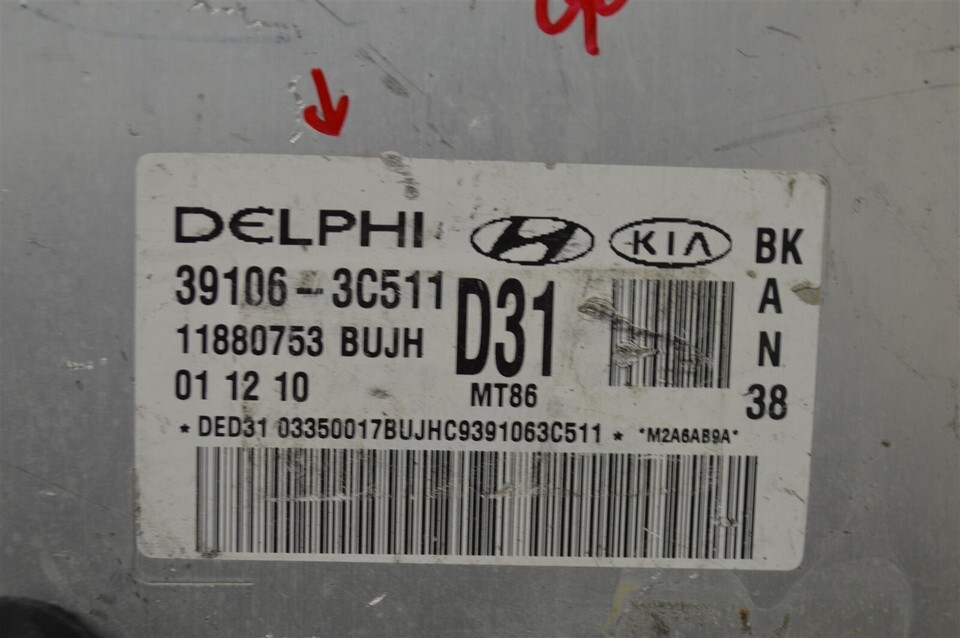 DELPHI KIA BK
39106-3C511 D31 A
11880753 BUJH N
01 12 10 MT86 38
* DED31 03350017BUJHC9391063C511 * *M2A6AB9A*